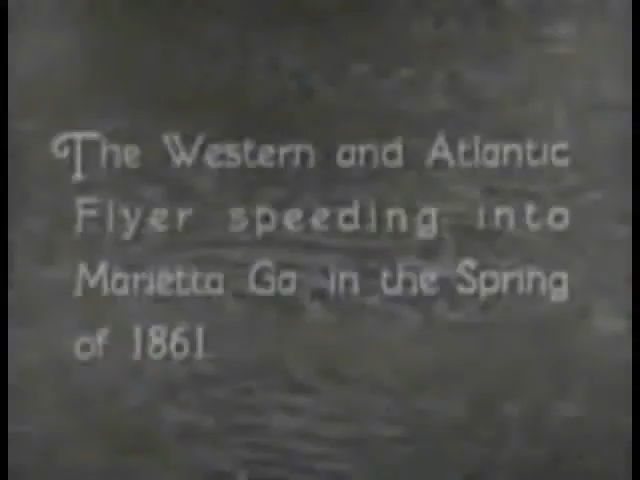 The Western and Atlantic
Flyer speeding into
Marietta Ga in the Spring
of 1861